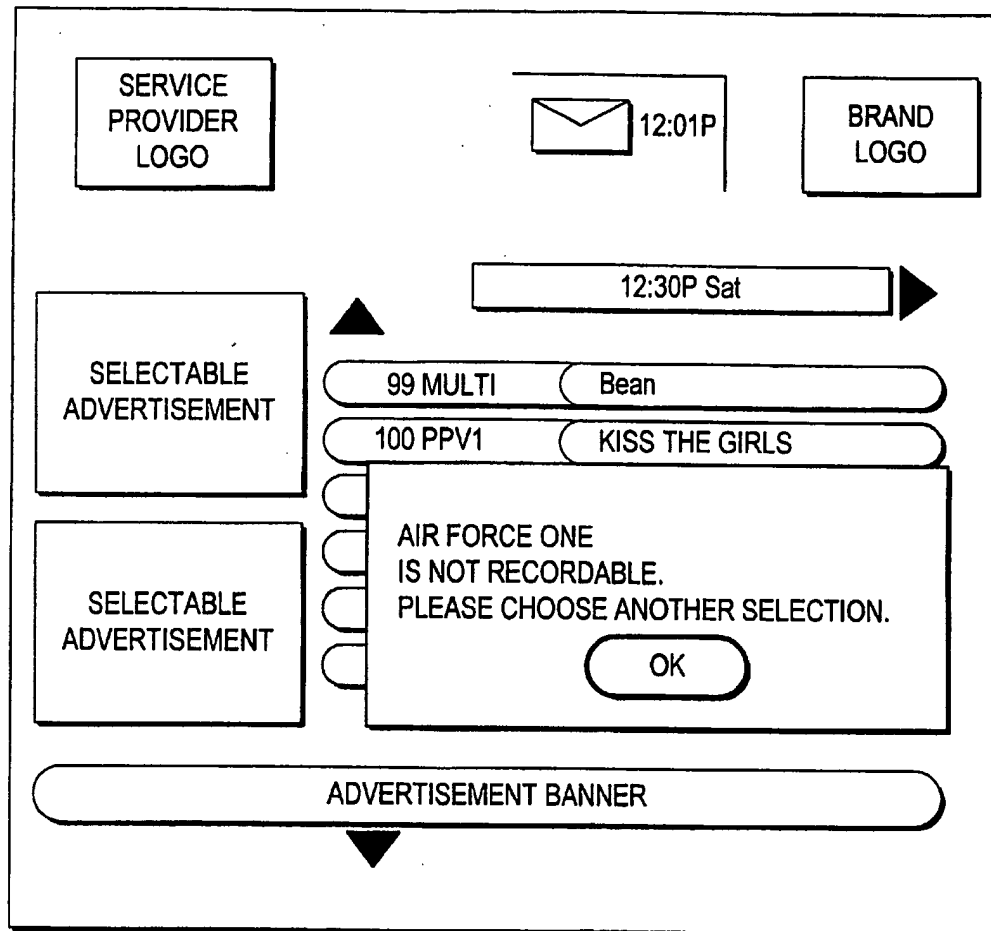 SERVICE
PROVIDER
LOGO
12:01P
BRAND
LOGO
12:30P Sat
SELECTABLE
ADVERTISEMENT
99 MULTI Bean
100 PPV1 KISS THE GIRLS
AIR FORCE ONE
IS NOT RECORDABLE.
PLEASE CHOOSE ANOTHER SELECTION.
OK
SELECTABLE
ADVERTISEMENT
ADVERTISEMENT BANNER